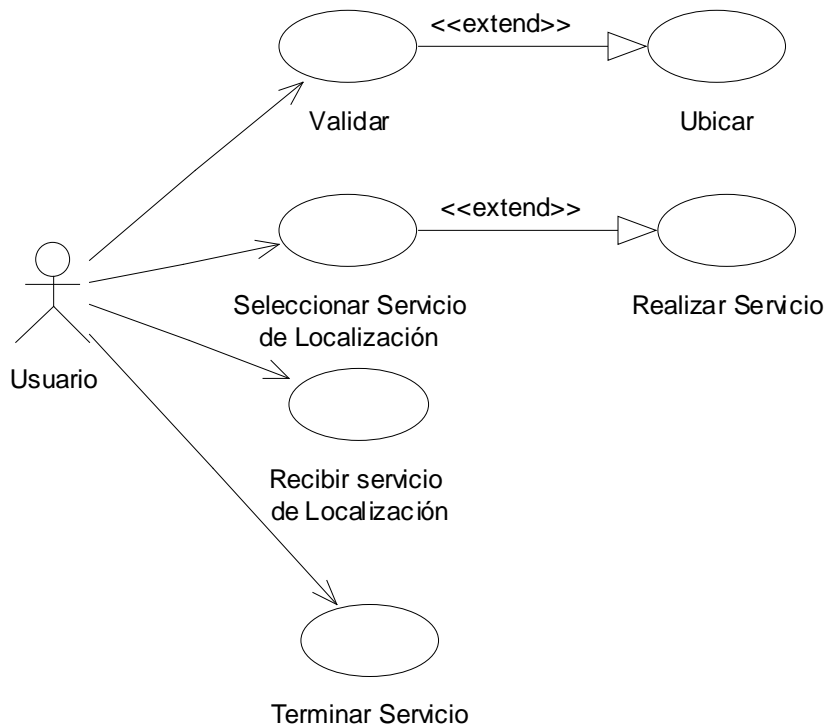 <<extend>>
Validar
Ubicar
<<extend>>
Seleccionar Servicio
de Localización
Realizar Servicio
Usuario
Recibir servicio
de Localización
Terminar Servicio